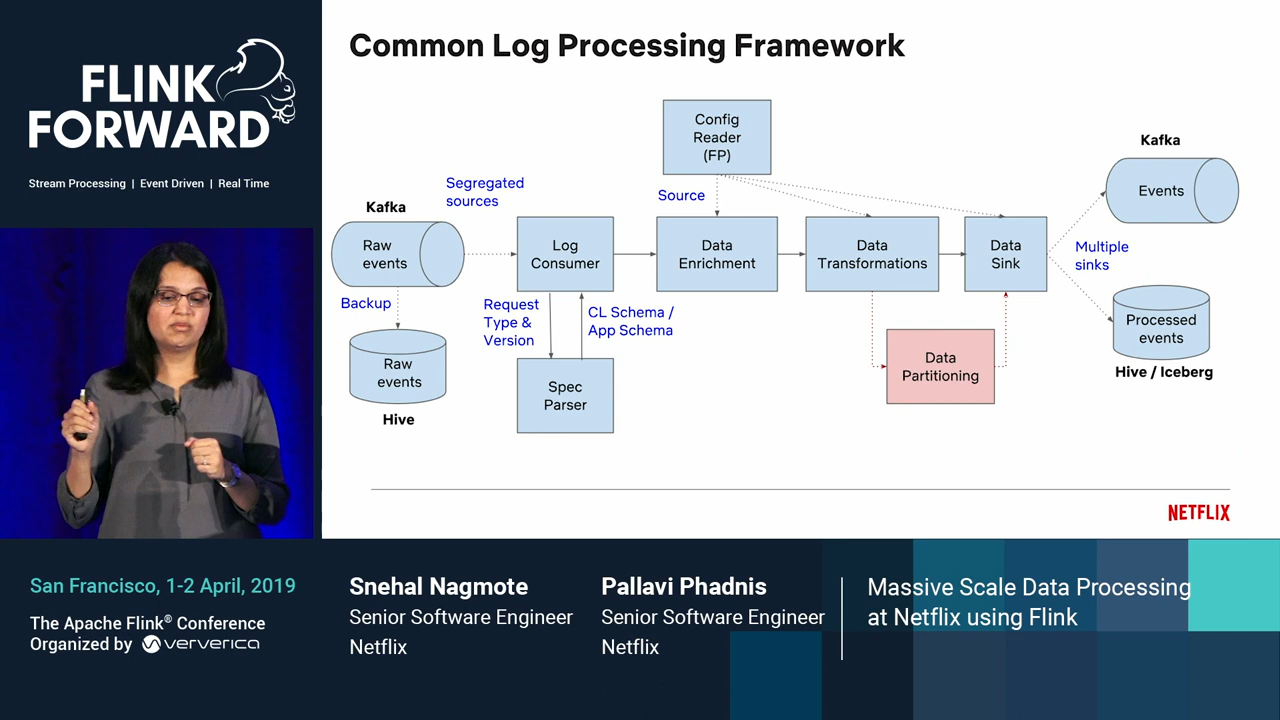 FLINK
FORWARD
Stream Processing | Event Driven | Real Time
Common Log Processing Framework
Config
Reader
(FP)
Kafka
Segregated
sources
Source
Kafka
Events
Raw
events
Log
Consumer
Data
Enrichment
Data
Transformations
Data
Sink
Multiple
sinks
Backup
Request
Type &
Version
CL Schema /
App Schema
Processed
events
Raw
events
Spec
Parser
Data
Partitioning
Hive / Iceberg
Hive
NETFLIX
San Francisco, 1-2 April, 2019
The Apache Flink® Conference
Organized by ververica
Snehal Nagmote
Senior Software Engineer
Netflix
Pallavi Phadnis
Senior Software Engineer
Netflix
Massive Scale Data Processing
at Netflix using Flink